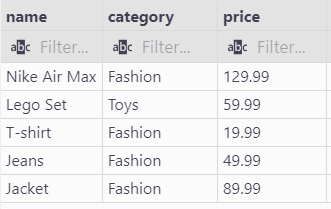 name category price
aBc Filter... aBc Filter... aBc Filter...
Nike Air Max Fashion 129.99
Lego Set Toys 59.99
T-shirt Fashion 19.99
Jeans Fashion 49.99
Jacket Fashion 89.99